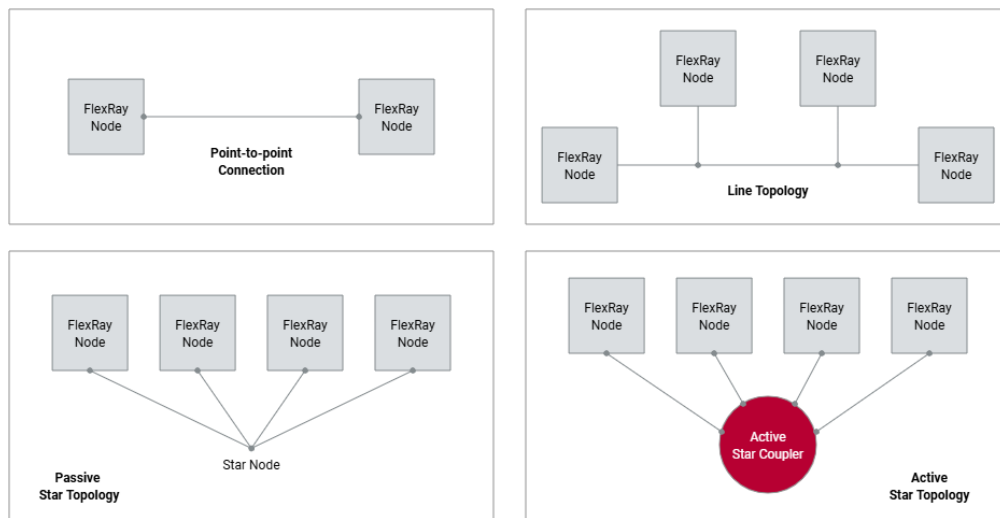 FlexRay
Node
FlexRay
Node
Point-to-point
Connection
FlexRay
Node
FlexRay
Node
FlexRay
Node
FlexRay
Node
Line Topology
FlexRay
Node
FlexRay
Node
FlexRay
Node
FlexRay
Node
Star Node
Passive
Star Topology
FlexRay
Node
FlexRay
Node
FlexRay
Node
FlexRay
Node
Active
Star Coupler
Active
Star Topology